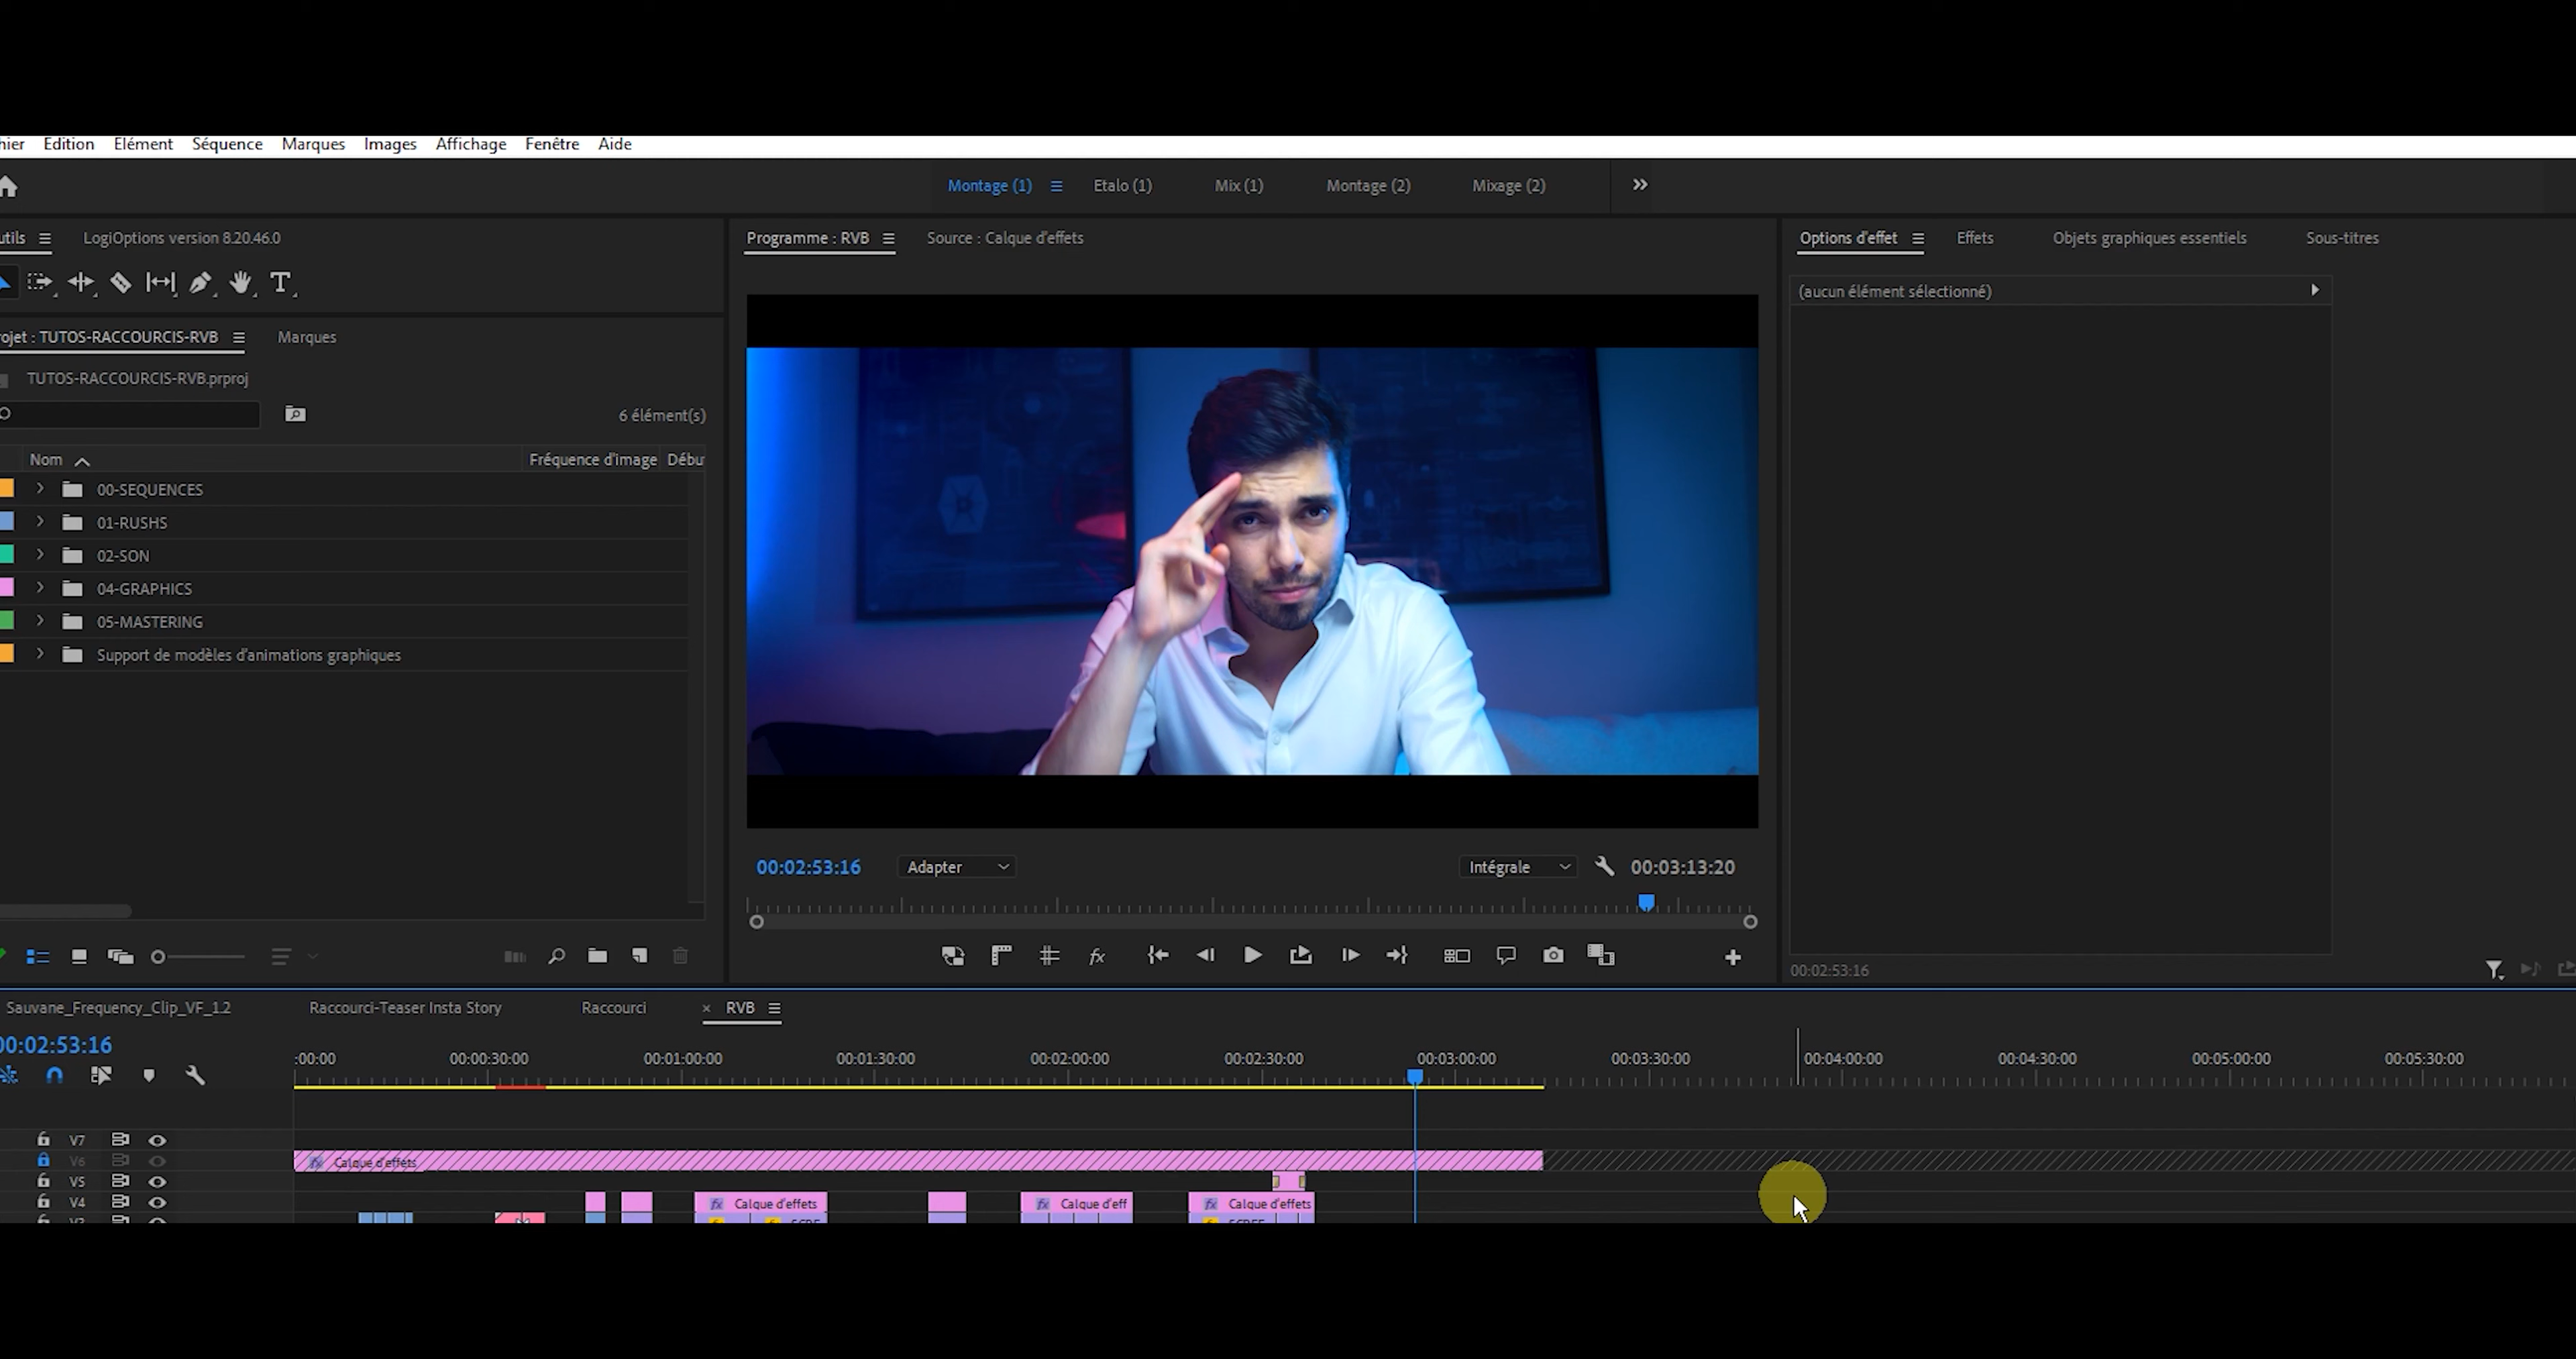 hier Edition Elément Séquence Marques Images Affichage Fenêtre Aide
Montage (1) Etalo (1) Mix (1) Montage (2) Mixage (2)
utils LogiOptions version 8.20.46.0
Programme : RVB Source : Calque d'effets
Options d'effet Effets Objets graphiques essentiels Sous-titres
(aucun élément sélectionné)
rojet : TUTOS-RACCOURCIS-RVB Marques
TUTOS-RACCOURCIS-RVB.prproj
6 élément(s)
Nom Fréquence d'image Débu
00-SEQUENCES
01-RUSHS
02-SON
04-GRAPHICS
05-MASTERING
Support de modèles d'animations graphiques
00:02:53:16 Adapter Intégrale 00:03:13:20
fx
00:02:53:16
Sauvane_Frequency_Clip_VF_1.2 Raccourci-Teaser Insta Story Raccourci × RVB
00:02:53:16
:00:00 00:00:30:00 00:01:00:00 00:01:30:00 00:02:00:00 00:02:30:00 00:03:00:00 00:03:30:00 00:04:00:00 00:04:30:00 00:05:00:00 00:05:30:00
V7
V6 fx Calque d'effets
V5
V4 fx Calque d'effets fx Calque d'eff fx Calque d'effets